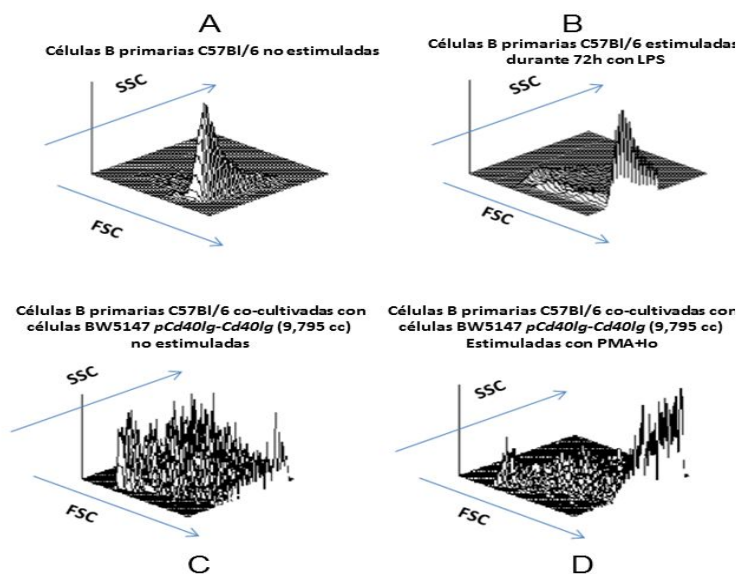 A
Células B primarias C57Bl/6 no estimuladas
SSC
FSC
B
Células B primarias C57Bl/6 estimuladas
durante 72h con LPS
SSC
FSC
Células B primarias C57Bl/6 co-cultivadas con
células BW5147 pCd40lg-Cd40lg (9,795 cc)
no estimuladas
SSC
FSC
C
Células B primarias C57Bl/6 co-cultivadas con
células BW5147 pCd40lg-Cd40lg (9,795 cc)
Estimuladas con PMA+Io
SSC
FSC
D